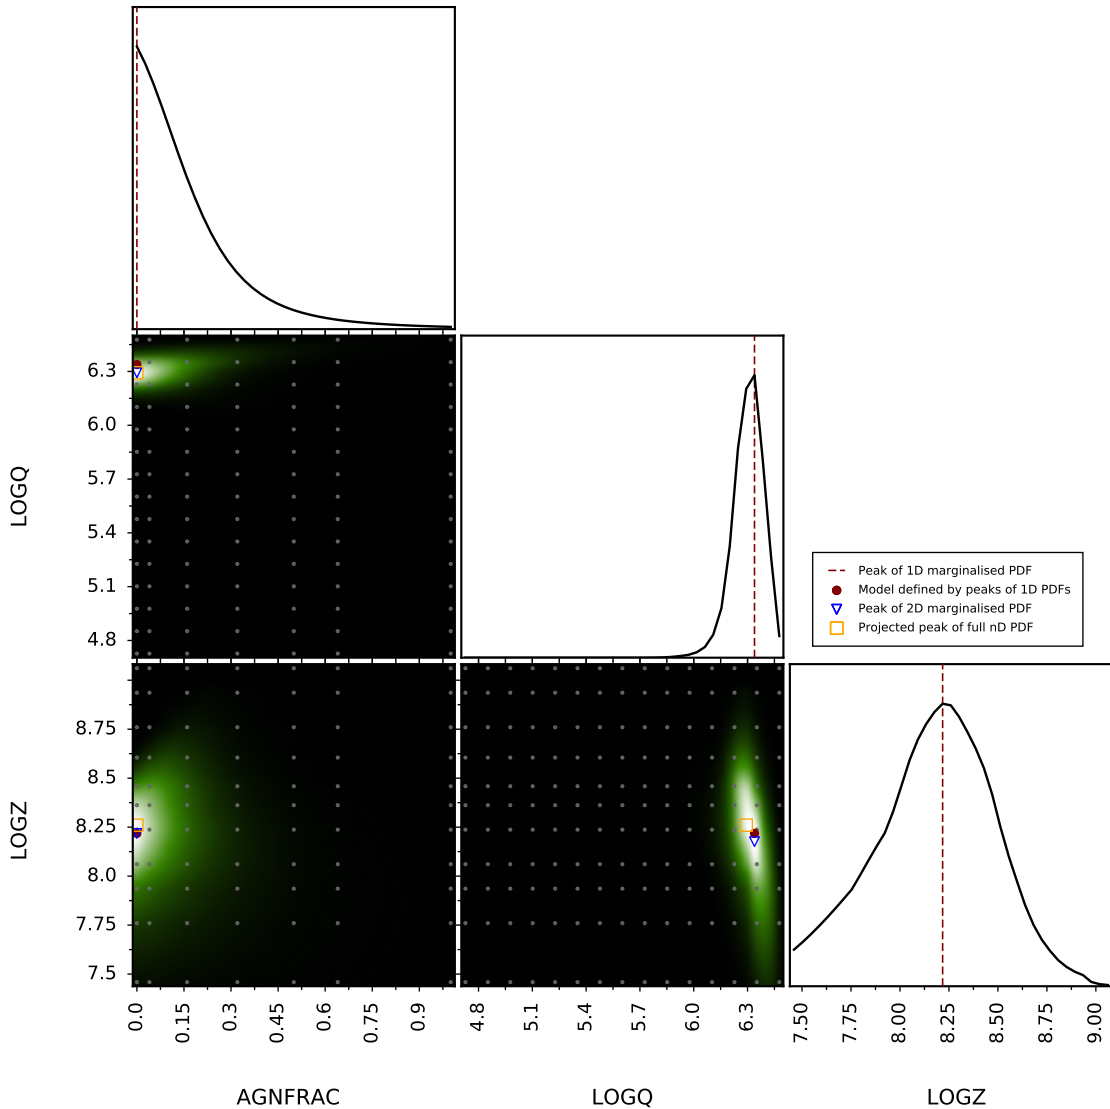 6.3
6.0
5.7
5.4
5.1
4.8
LOGQ
Peak of 1D marginalised PDF
Model defined by peaks of 1D PDFs
Peak of 2D marginalised PDF
Projected peak of full nD PDF
8.75
8.5
8.25
8.0
7.75
7.5
LOGZ
0.0 0.15 0.3 0.45 0.6 0.75 0.9
4.8 5.1 5.4 5.7 6.0 6.3
7.50 7.75 8.00 8.25 8.50 8.75 9.00
AGNFRAC
LOGQ
LOGZ